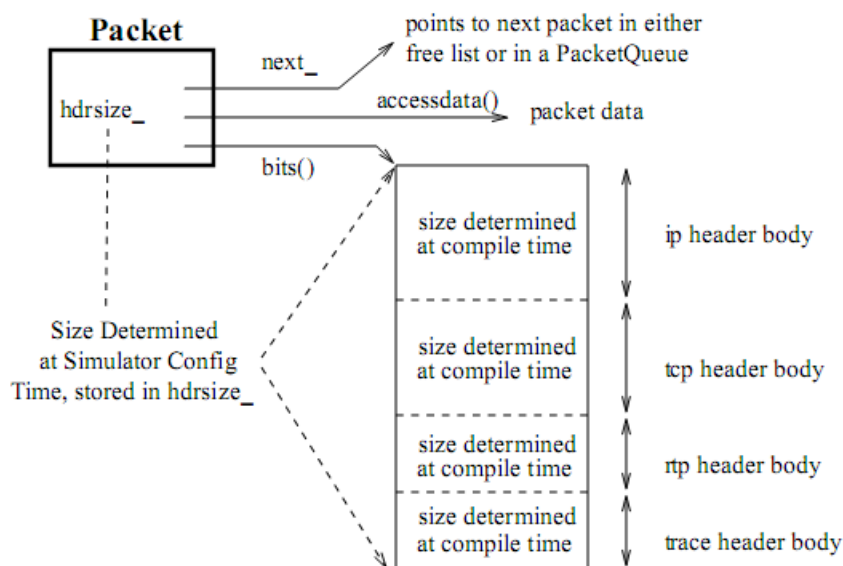 Packet
points to next packet in either
free list or in a PacketQueue
next_
hdrsize_
accessdata()
packet data
bits()
size determined
at compile time
ip header body
Size Determined
at Simulator Config
Time, stored in hdrsize_
size determined
at compile time
tcp header body
size determined
at compile time
rtp header body
size determined
at compile time
trace header body